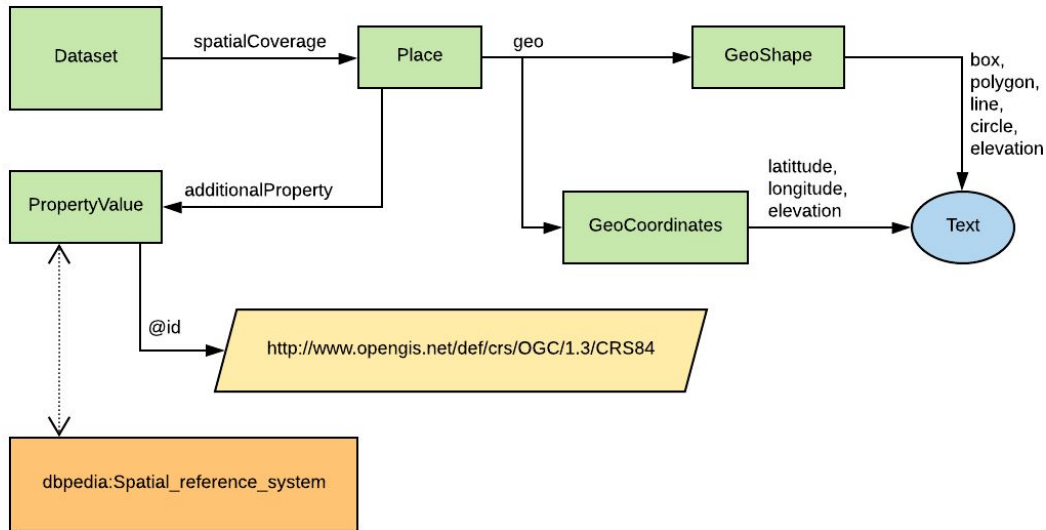 Dataset
spatialCoverage
Place
geo
GeoShape
box,
polygon,
line,
circle,
elevation
PropertyValue
additionalProperty
latittude,
longitude,
elevation
GeoCoordinates
Text
@id
http://www.opengis.net/def/crs/OGC/1.3/CRS84
dbpedia:Spatial_reference_system